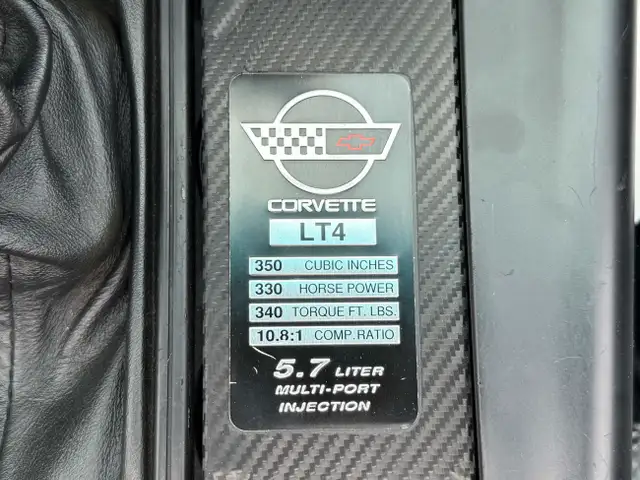 CORVETTE
LT4
350 CUBIC INCHES
330 HORSE POWER
340 TORQUE FT. LBS.
10.8:1 COMP. RATIO
5.7 LITER
MULTI-PORT
INJECTION